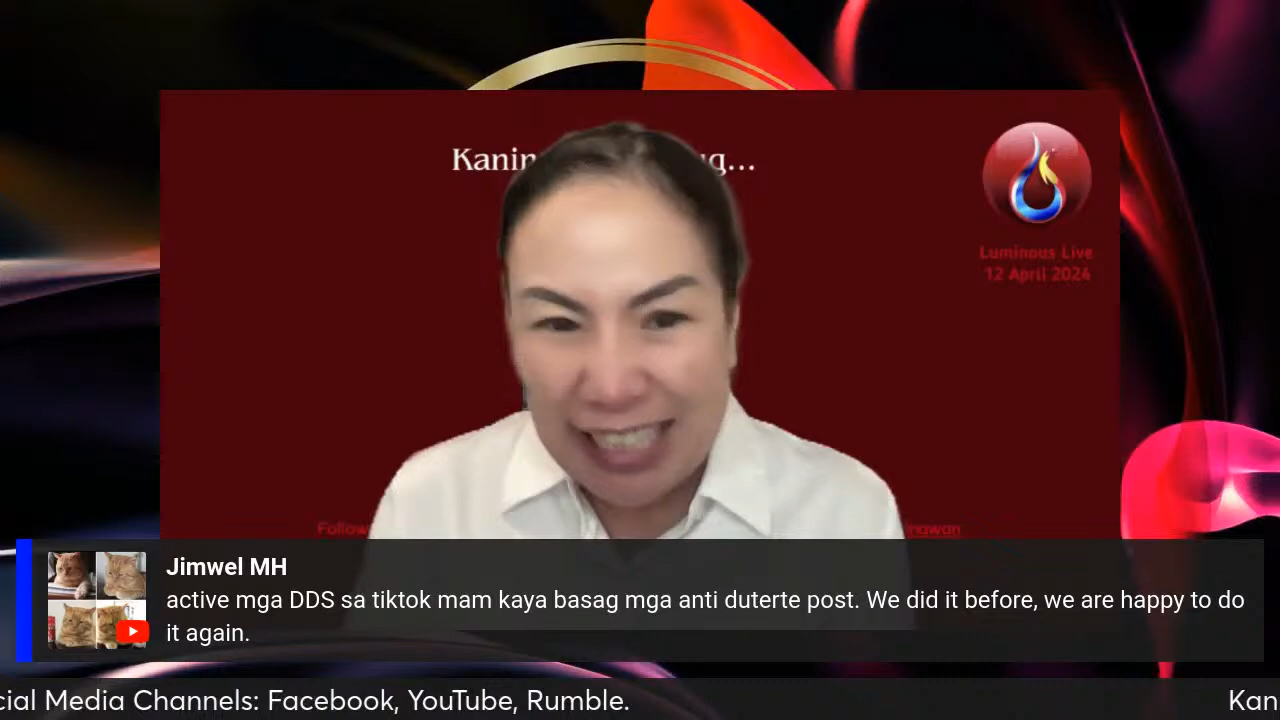 Kanin
ug...
Luminous Live
12 April 2024
Follow
nawan
Jimwel MH
active mga DDS sa tiktok mam kaya basag mga anti duterte post. We did it before, we are happy to do
it again.
cial Media Channels: Facebook, YouTube, Rumble.
Kan